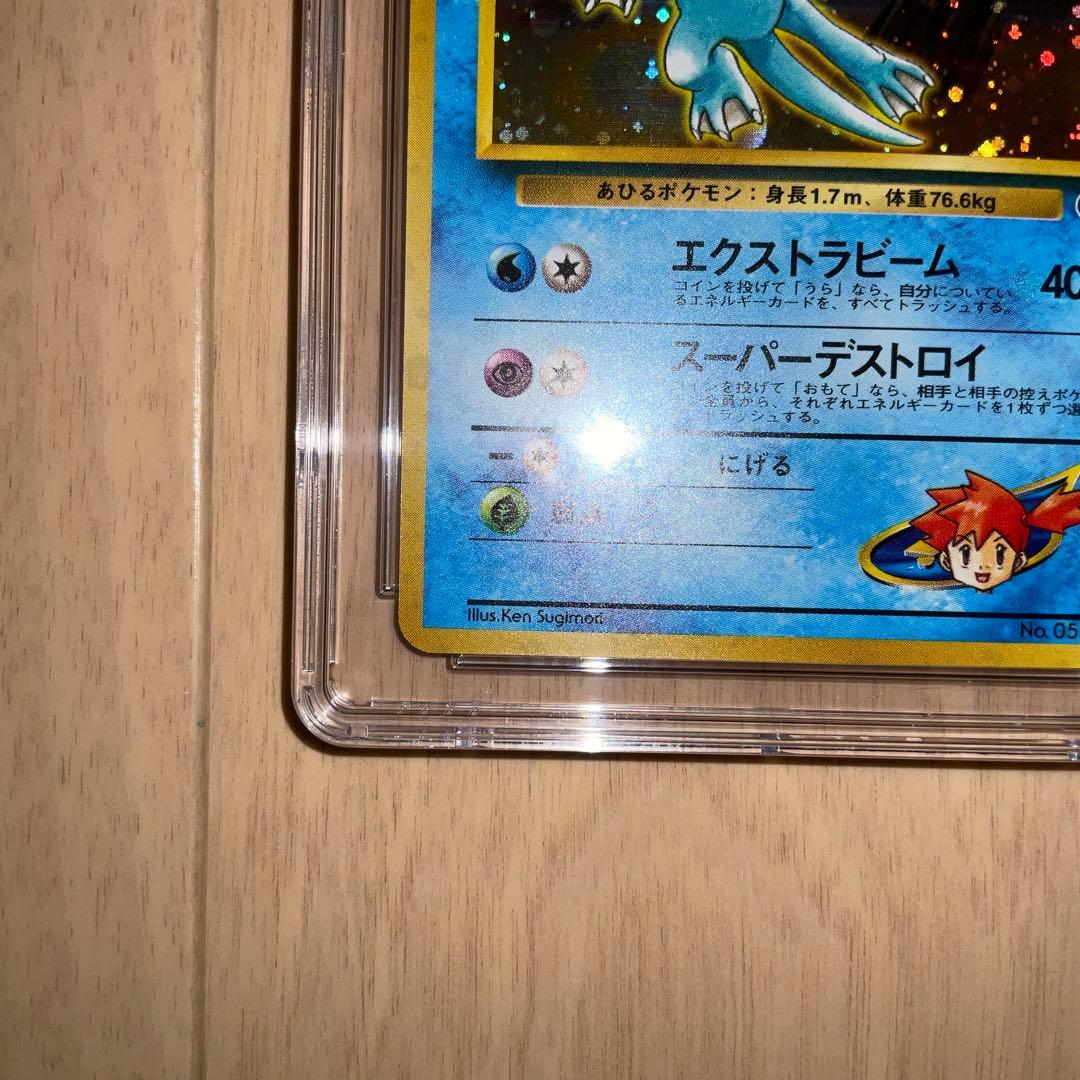 あひるポケモン：身長1.7m、体重76.6kg
エクストラビーム
40
コインを投げて「うら」なら、自分についてい
るエネルギーカードを、すべてトラッシュする。
スーパーデストロイ
コインを投げて「おもて」なら、相手と相手の控えポケ
全員から、それぞれエネルギーカードを1枚ずつ選
トラッシュする。
にげる
弱点
Illus.Ken Sugimori
No. 05